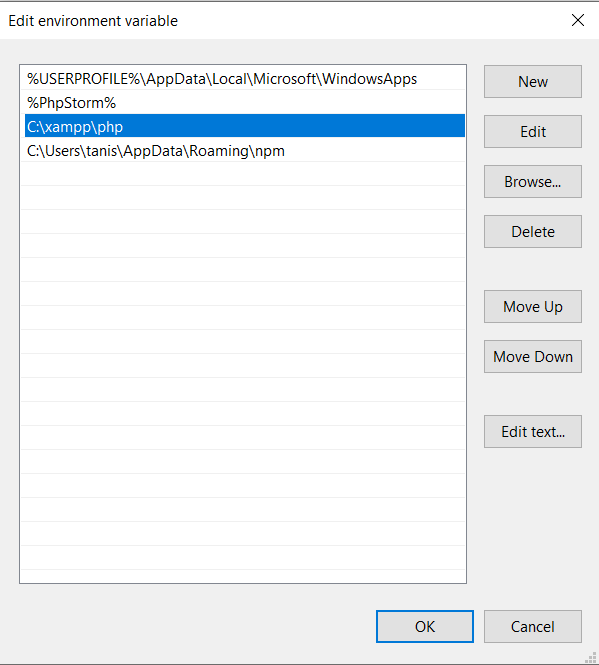 Edit environment variable
%USERPROFILE%\AppData\Local\Microsoft\WindowsApps
%PhpStorm%
C:\xampp\php
C:\Users\tanis\AppData\Roaming\npm
New
Edit
Browse...
Delete
Move Up
Move Down
Edit text...
OK
Cancel